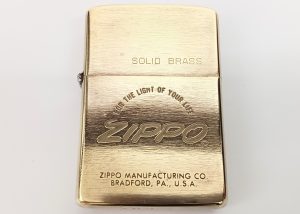 SOLID BRASS
FOR THE LIGHT OF YOUR LIFE
ZIPPO
ZIPPO MANUFACTURING CO.
BRADFORD, PA., U.S.A.